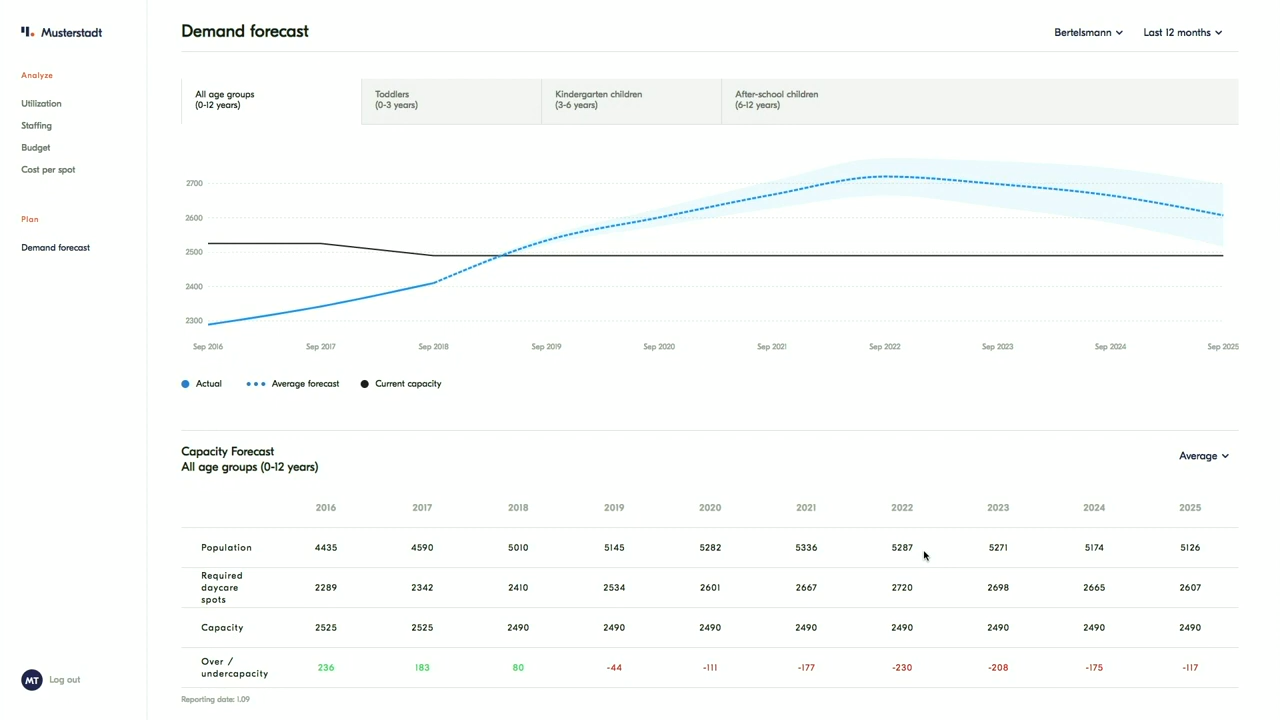 Musterstadt
Analyze
Utilization
Staffing
Budget
Cost per spot
Plan
Demand forecast
MT Log out
Demand forecast
Bertelsmann
Last 12 months
All age groups
(0-12 years)
Toddlers
(0-3 years)
Kindergarten children
(3-6 years)
After-school children
(6-12 years)
2700
2600
2500
2400
2300
Sep 2016 Sep 2017 Sep 2018 Sep 2019 Sep 2020 Sep 2021 Sep 2022 Sep 2023 Sep 2024 Sep 2025
Actual Average forecast Current capacity
Capacity Forecast
All age groups (0-12 years)
Average
2016 2017 2018 2019 2020 2021 2022 2023 2024 2025
Population 4435 4590 5010 5145 5282 5336 5287 5271 5174 5126
Required
daycare
spots
2289 2342 2410 2534 2601 2667 2720 2698 2665 2607
Capacity 2525 2525 2490 2490 2490 2490 2490 2490 2490 2490
Over /
undercapacity
236 183 80 -44 -111 -177 -230 -208 -175 -117
Reporting date: 1.09